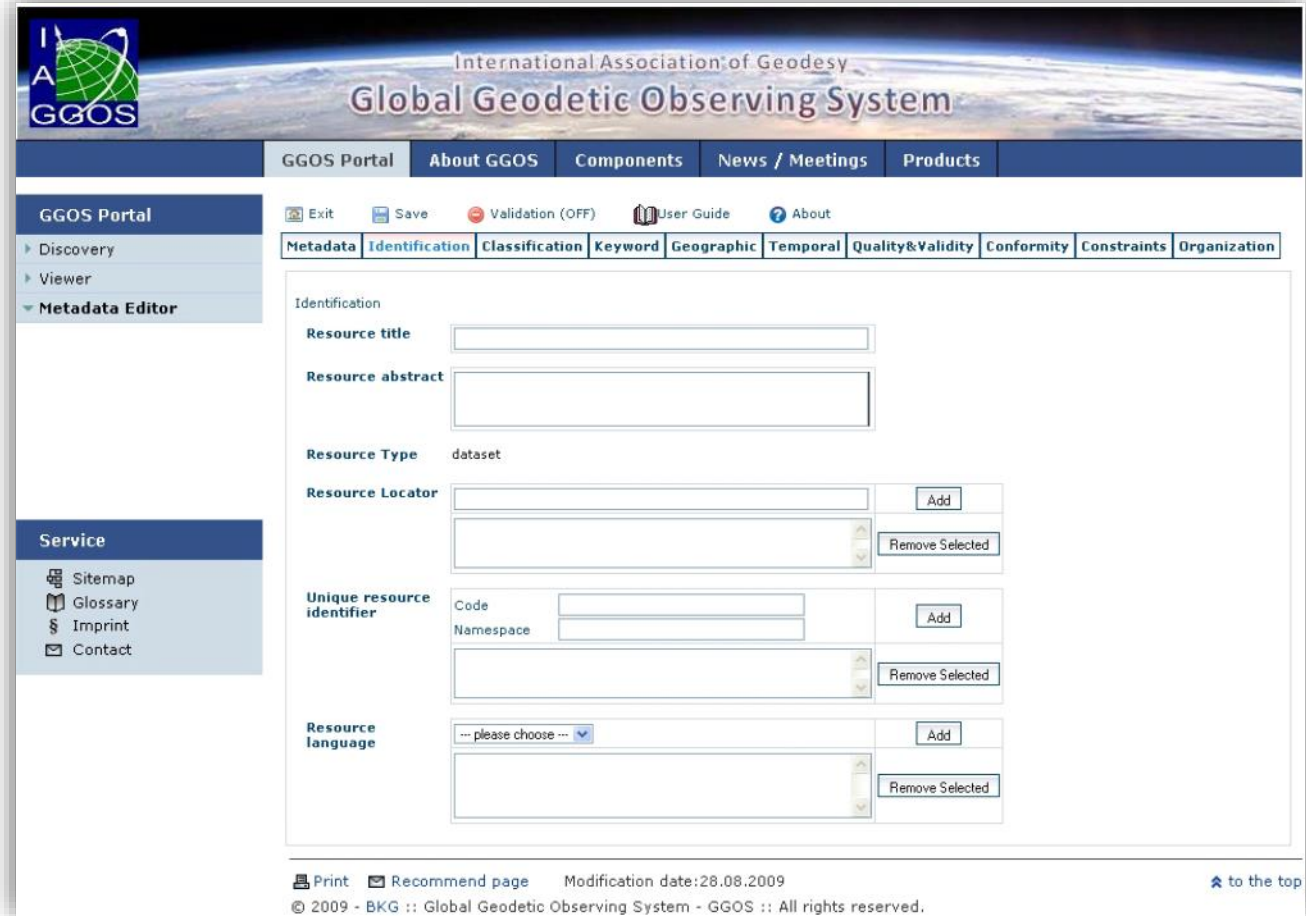 I
A
GGOS
International Association of Geodesy
Global Geodetic Observing System
GGOS Portal About GGOS Components News / Meetings Products
GGOS Portal
Discovery
Viewer
Metadata Editor
Exit Save Validation (OFF) User Guide About
Metadata Identification Classification Keyword Geographic Temporal Quality&Validity Conformity Constraints Organization
Identification
Resource title
Resource abstract
Resource Type dataset
Resource Locator Add
Remove Selected
Unique resource
identifier
Code
Namespace
Add
Remove Selected
Resource
language
--- please choose --- Add
Remove Selected
Service
Sitemap
Glossary
§ Imprint
Contact
Print Recommend page Modification date:28.08.2009 to the top
© 2009 - BKG :: Global Geodetic Observing System - GGOS :: All rights reserved.